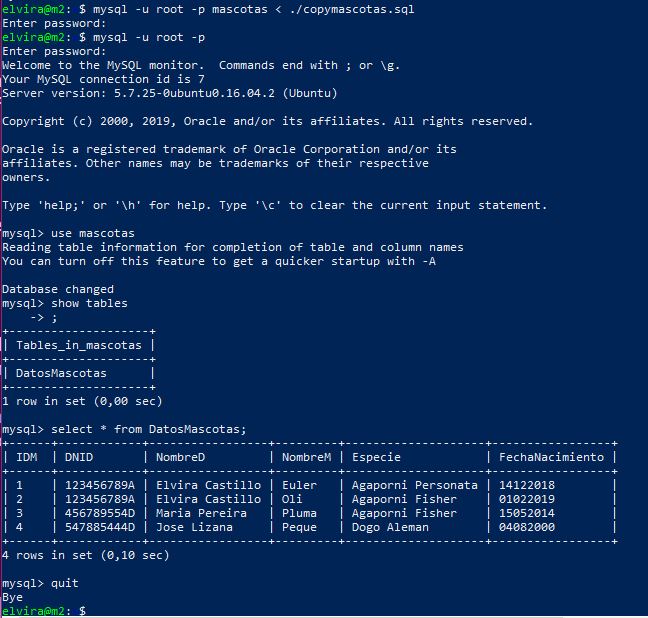 elvira@m2: $ mysql -u root -p mascotas < ./copymascotas.sql
Enter password:
elvira@m2: $ mysql -u root -p
Enter password:
Welcome to the MySQL monitor.  Commands end with ; or \g.
Your MySQL connection id is 7
Server version: 5.7.25-0ubuntu0.16.04.2 (Ubuntu)

Copyright (c) 2000, 2019, Oracle and/or its affiliates. All rights reserved.

Oracle is a registered trademark of Oracle Corporation and/or its
affiliates. Other names may be trademarks of their respective
owners.

Type 'help;' or '\h' for help. Type '\c' to clear the current input statement.

mysql> use mascotas
Reading table information for completion of table and column names
You can turn off this feature to get a quicker startup with -A

Database changed
mysql> show tables
    -> ;
+--------------------+
| Tables_in_mascotas |
+--------------------+
| DatosMascotas      |
+--------------------+
1 row in set (0,00 sec)

mysql> select * from DatosMascotas;
+------+------------+-----------------+---------+--------------------+-----------------+
| IDM  | DNID       | NombreD         | NombreM | Especie            | FechaNacimiento |
+------+------------+-----------------+---------+--------------------+-----------------+
| 1    | 123456789A | Elvira Castillo | Euler   | Agaporni Personata | 14122018        |
| 2    | 123456789A | Elvira Castillo | Oli     | Agaporni Fisher    | 01022019        |
| 3    | 456789554D | Maria Pereira   | Pluma   | Agaporni Fisher    | 15052014        |
| 4    | 547885444D | Jose Lizana     | Peque   | Dogo Aleman        | 04082000        |
+------+------------+-----------------+---------+--------------------+-----------------+
4 rows in set (0,10 sec)

mysql> quit
Bye
elvira@m2: $